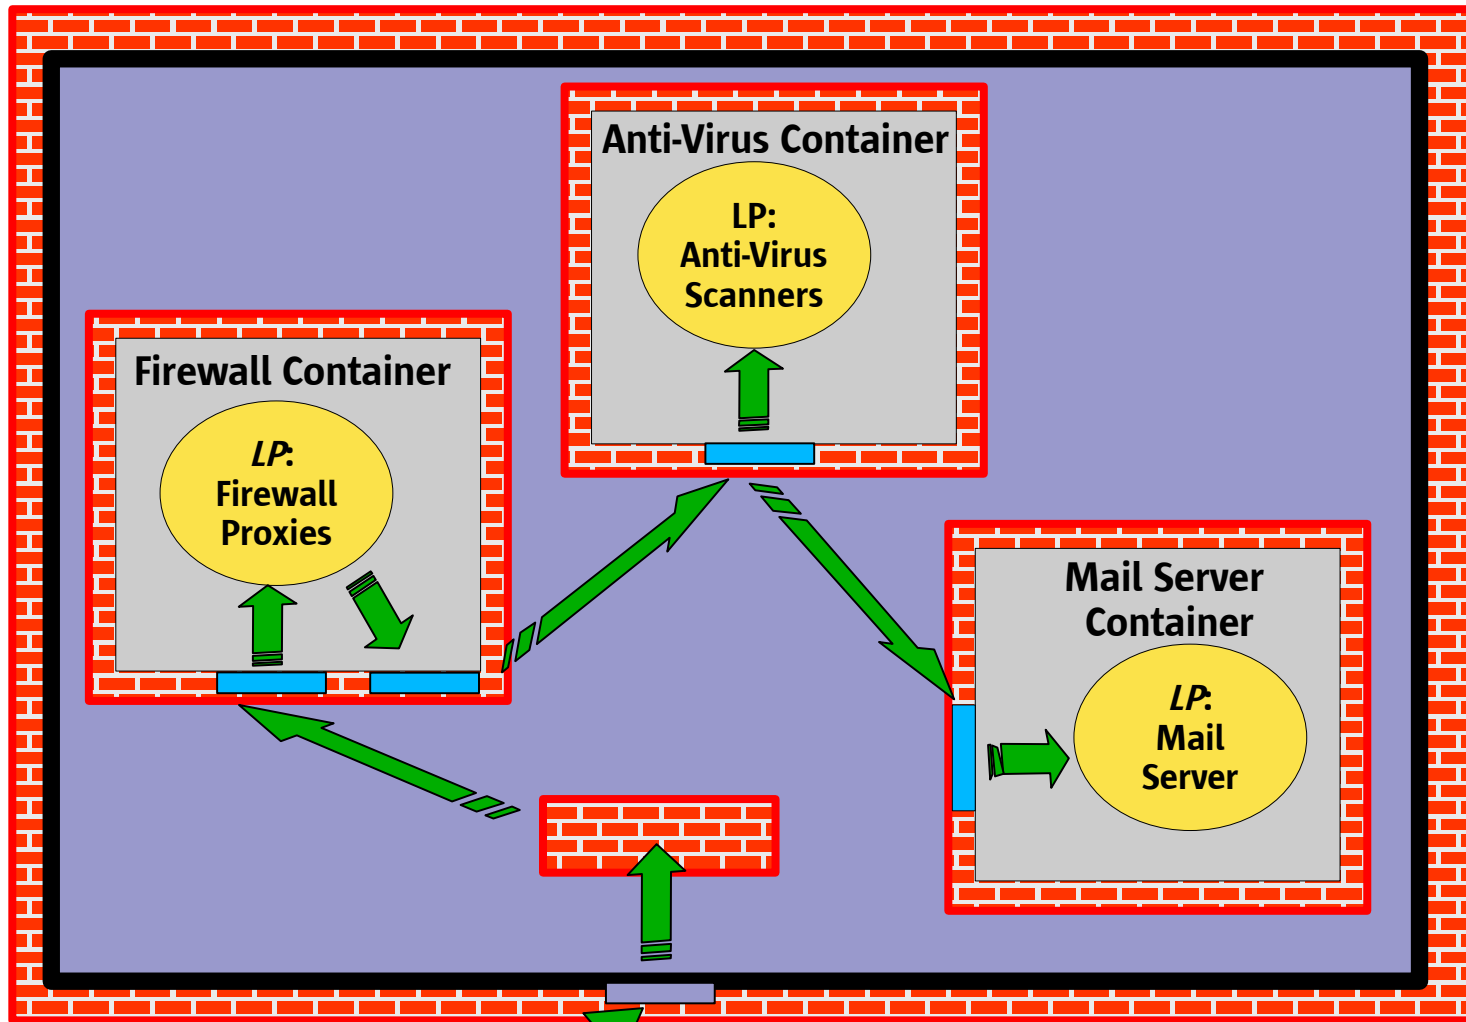 Anti-Virus Container
LP:
Anti-Virus
Scanners
Firewall Container
LP:
Firewall
Proxies
Mail Server
Container
LP:
Mail
Server